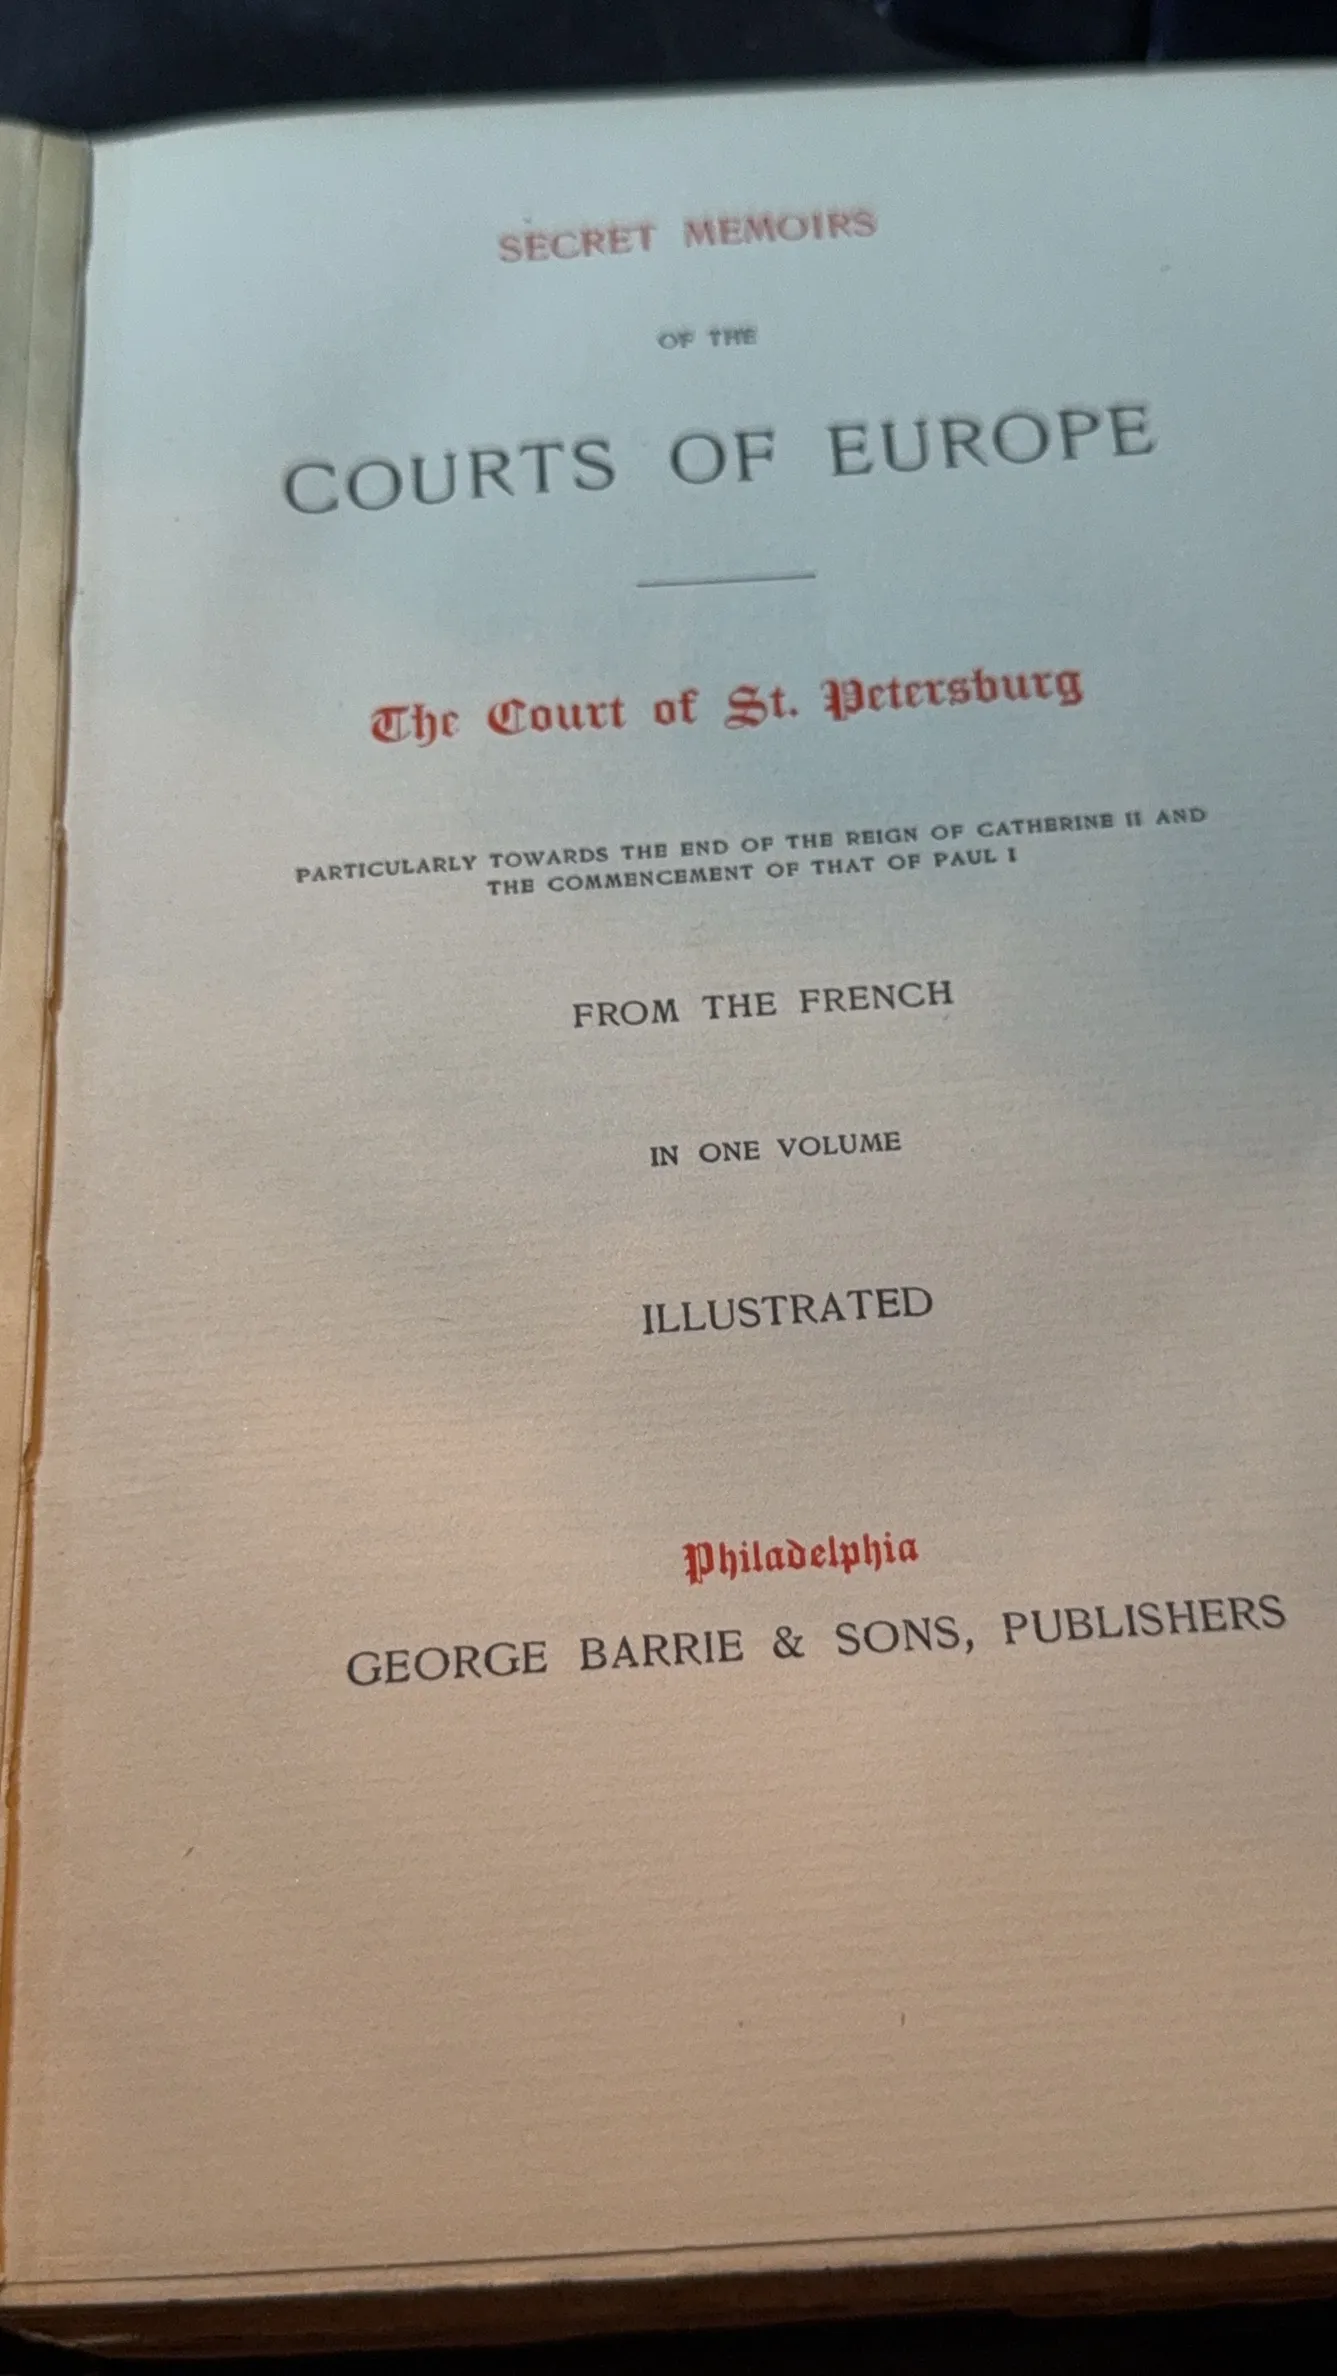 SECRET MEMOIRS
OF THE
COURTS OF EUROPE
The Court of St. Petersburg
PARTICULARLY TOWARDS THE END OF THE REIGN OF CATHERINE II AND
THE COMMENCEMENT OF THAT OF PAUL I
FROM THE FRENCH
IN ONE VOLUME
ILLUSTRATED
Philadelphia
GEORGE BARRIE & SONS, PUBLISHERS